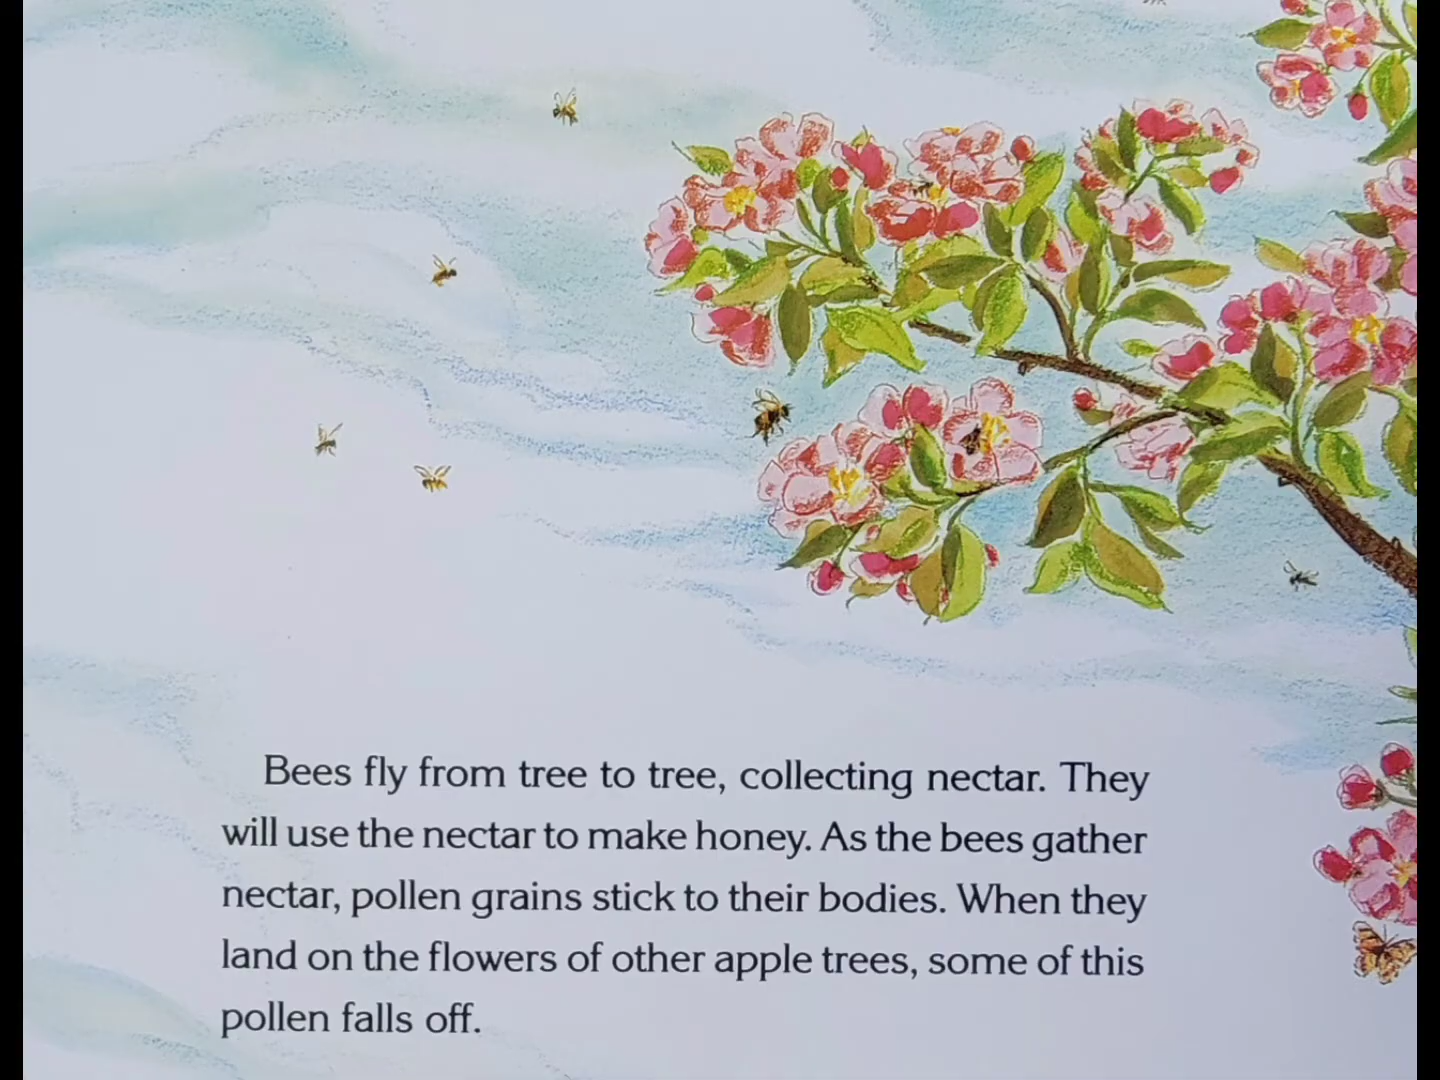 Bees fly from tree to tree, collecting nectar. They
will use the nectar to make honey. As the bees gather
nectar, pollen grains stick to their bodies. When they
land on the flowers of other apple trees, some of this
pollen falls off.